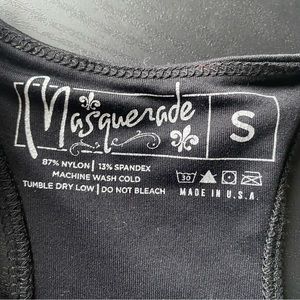 Masquerade
S
87% NYLON | 13% SPANDEX
MACHINE WASH COLD
TUMBLE DRY LOW | DO NOT BLEACH
30
MADE IN U.S.A.